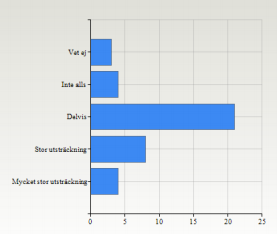 Vet ej
Inte alls
Delvis
Stor utsträckning
Mycket stor utsträckning
0 5 10 15 20 25